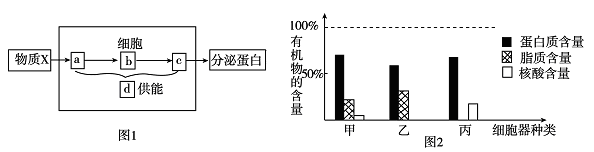 细胞
物质X
a
b
c
分泌蛋白
d 供能
图1
100%
50%
有机物的含量
蛋白质含量
脂质含量
核酸含量
甲
乙
丙
细胞器种类
图2